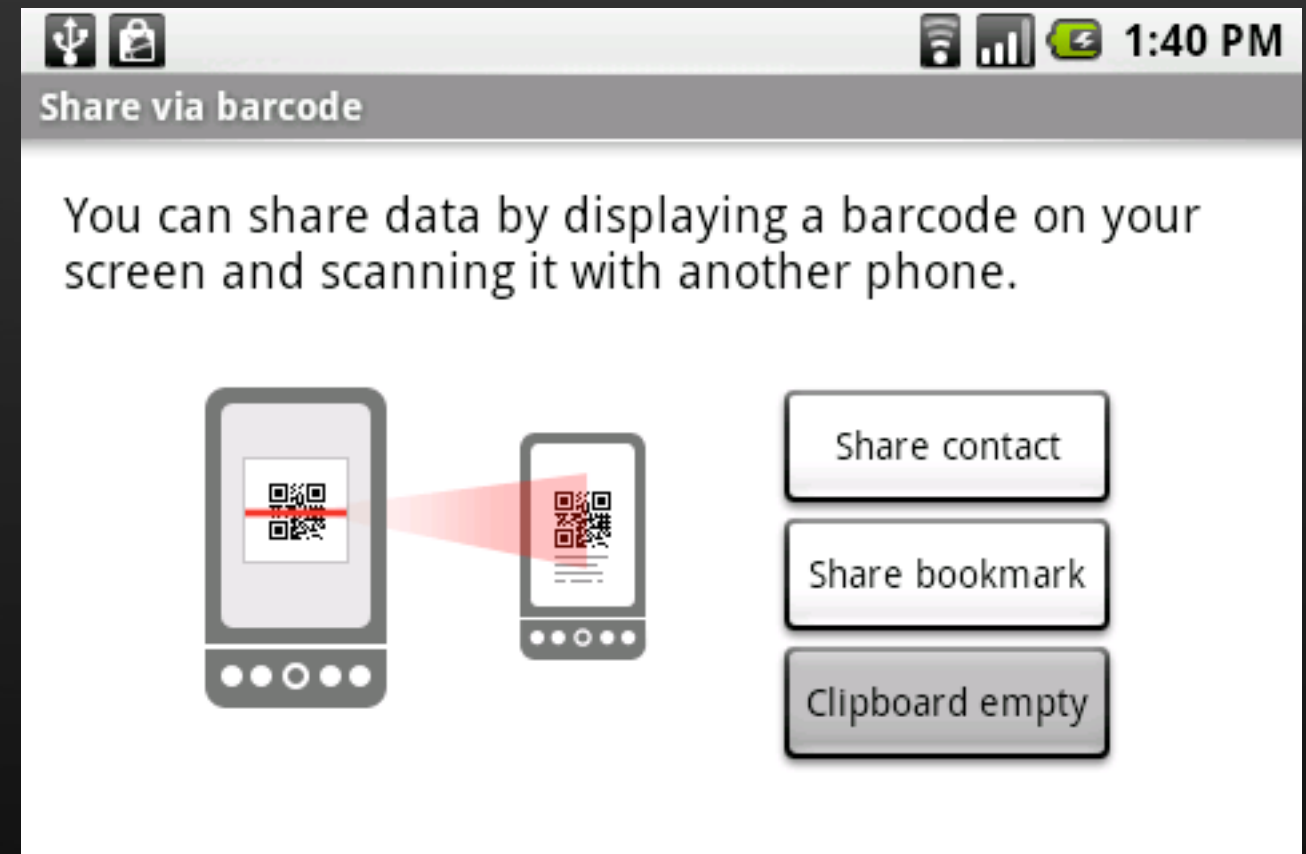 1:40 PM
Share via barcode
You can share data by displaying a barcode on your
screen and scanning it with another phone.
Share contact
Share bookmark
Clipboard empty